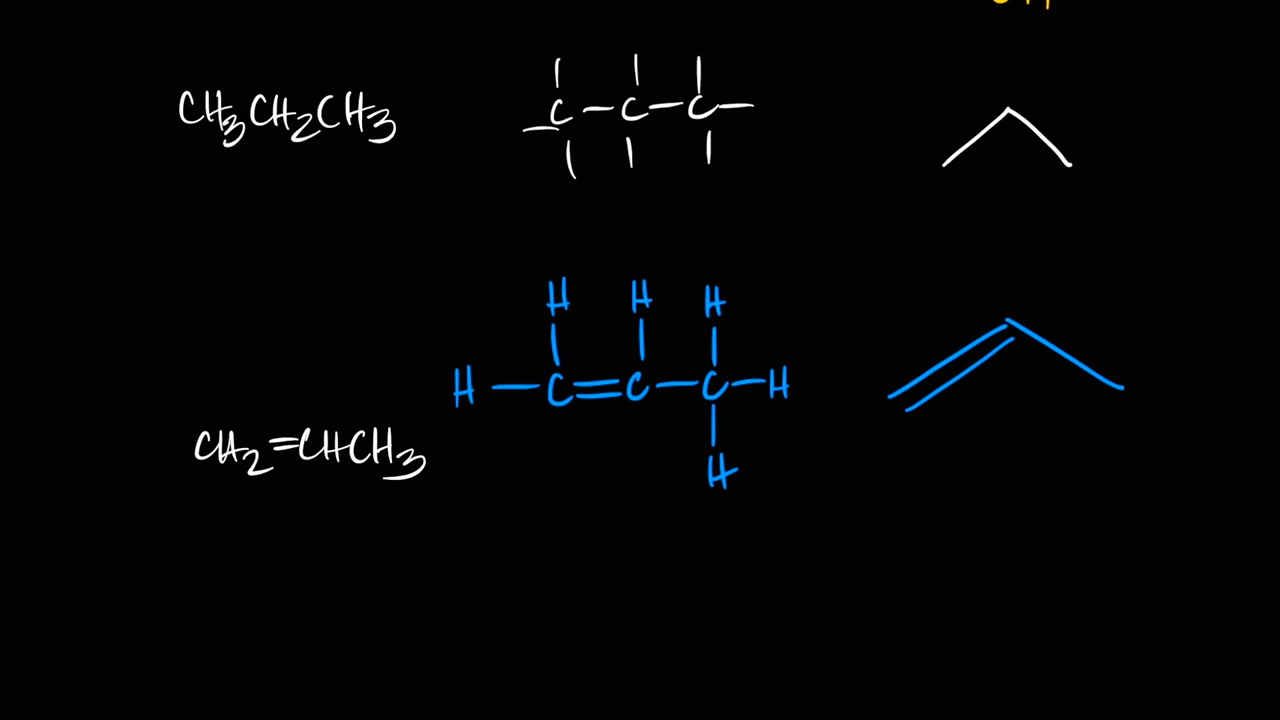 CH3CH2CH3
C-C-C-
H H H
H-C=C-C-H
H
CH2=CHCH3